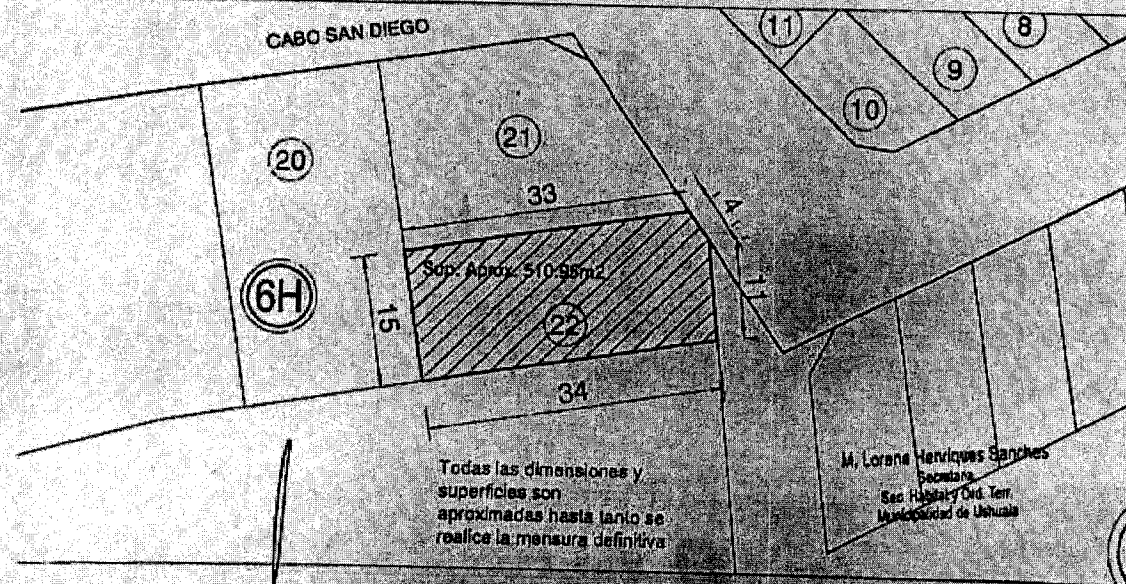 CABO SAN DIEGO
11
8
9
10
20
21
33
4
Sup. Aprox. 510.95m2
11
6H
15
22
34
Todas las dimensiones y
superficies son
aproximadas hasta tanto se
realice la mensura definitiva
M. Lorena Henriques Sanches
Secretaria
Sec. Habitat y Ord. Terr.
Municipalidad de Ushuaia